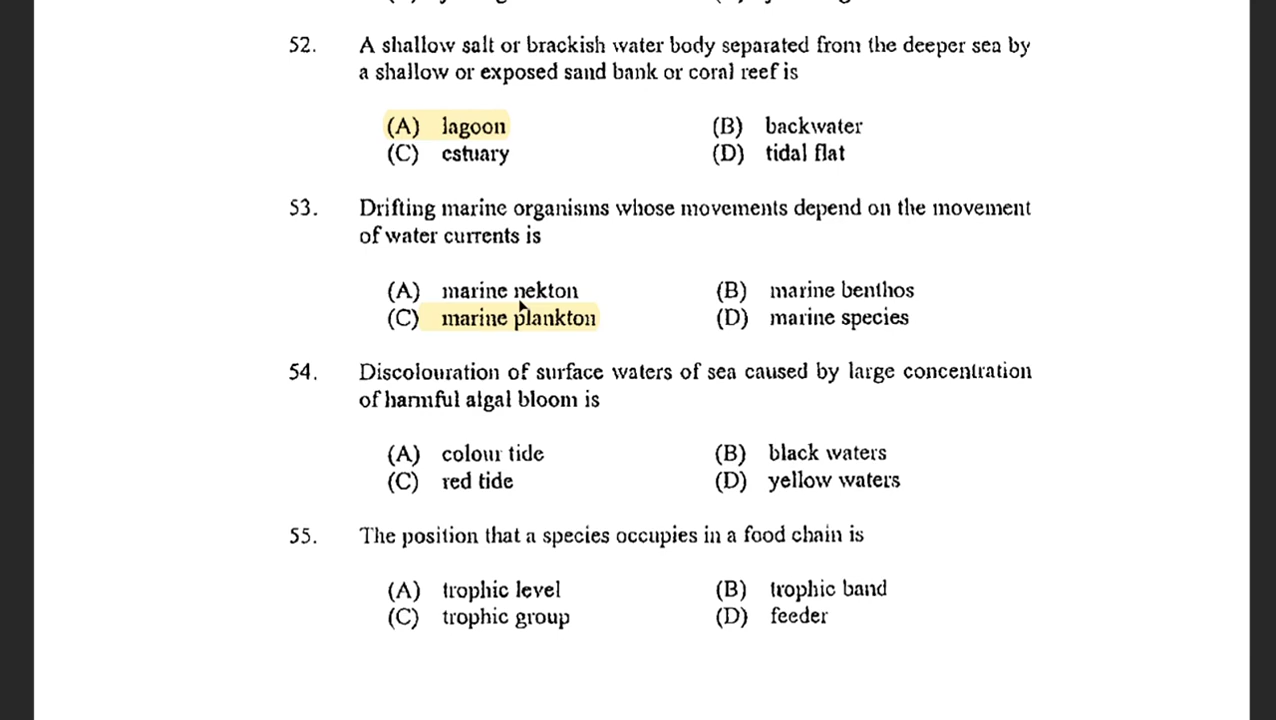 52. A shallow salt or brackish water body separated from the deeper sea by
a shallow or exposed sand bank or coral reef is
(A) lagoon (B) backwater
(C) estuary (D) tidal flat
53. Drifting marine organisms whose movements depend on the movement
of water currents is
(A) marine nekton (B) marine benthos
(C) marine plankton (D) marine species
54. Discolouration of surface waters of sea caused by large concentration
of harmful algal bloom is
(A) colour tide (B) black waters
(C) red tide (D) yellow waters
55. The position that a species occupies in a food chain is
(A) trophic level (B) trophic band
(C) trophic group (D) feeder